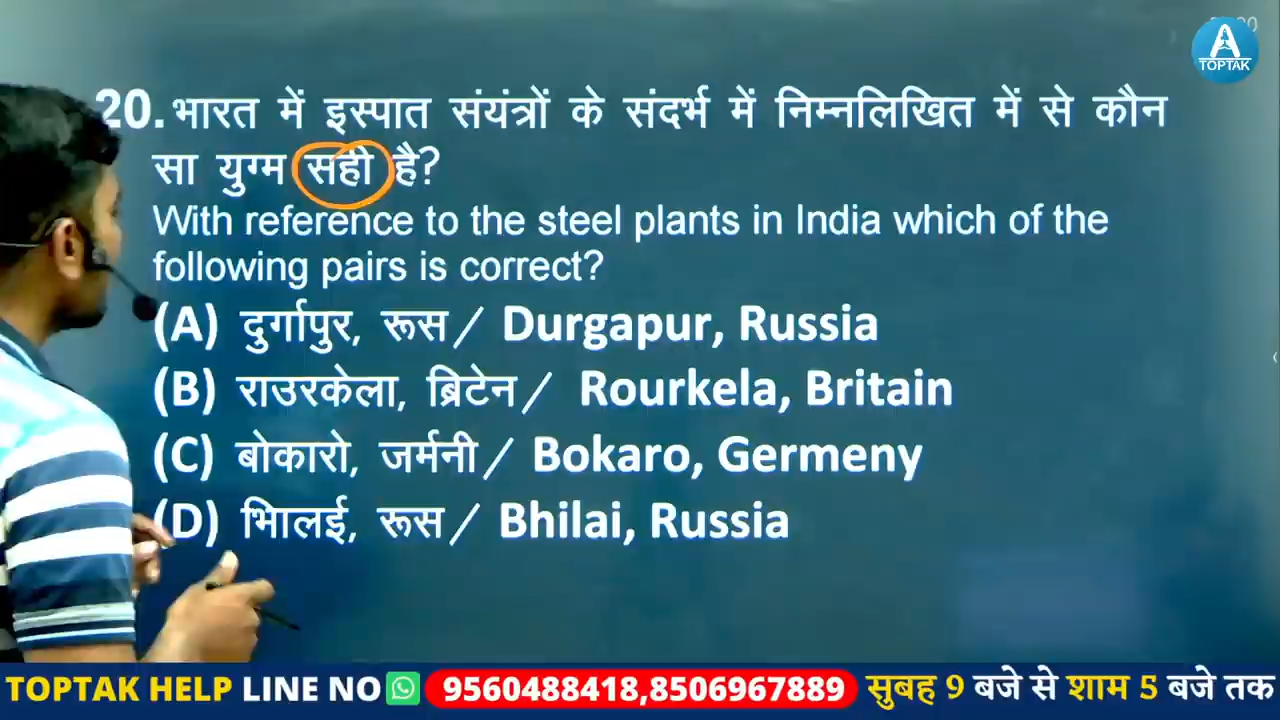 A
TOPTAK
20. भारत में इस्पात संयंत्रों के संदर्भ में निम्नलिखित में से कौन
सा युग्म सही है?
With reference to the steel plants in India which of the
following pairs is correct?
(A) दुर्गापुर, रूस/ Durgapur, Russia
(B) राउरकेला, ब्रिटेन/ Rourkela, Britain
(C) बोकारो, जर्मनी/ Bokaro, Germeny
(D) भिालई, रूस/ Bhilai, Russia
TOPTAK HELP LINE NO 9560488418,8506967889 सुबह 9 बजे से शाम 5 बजे तक